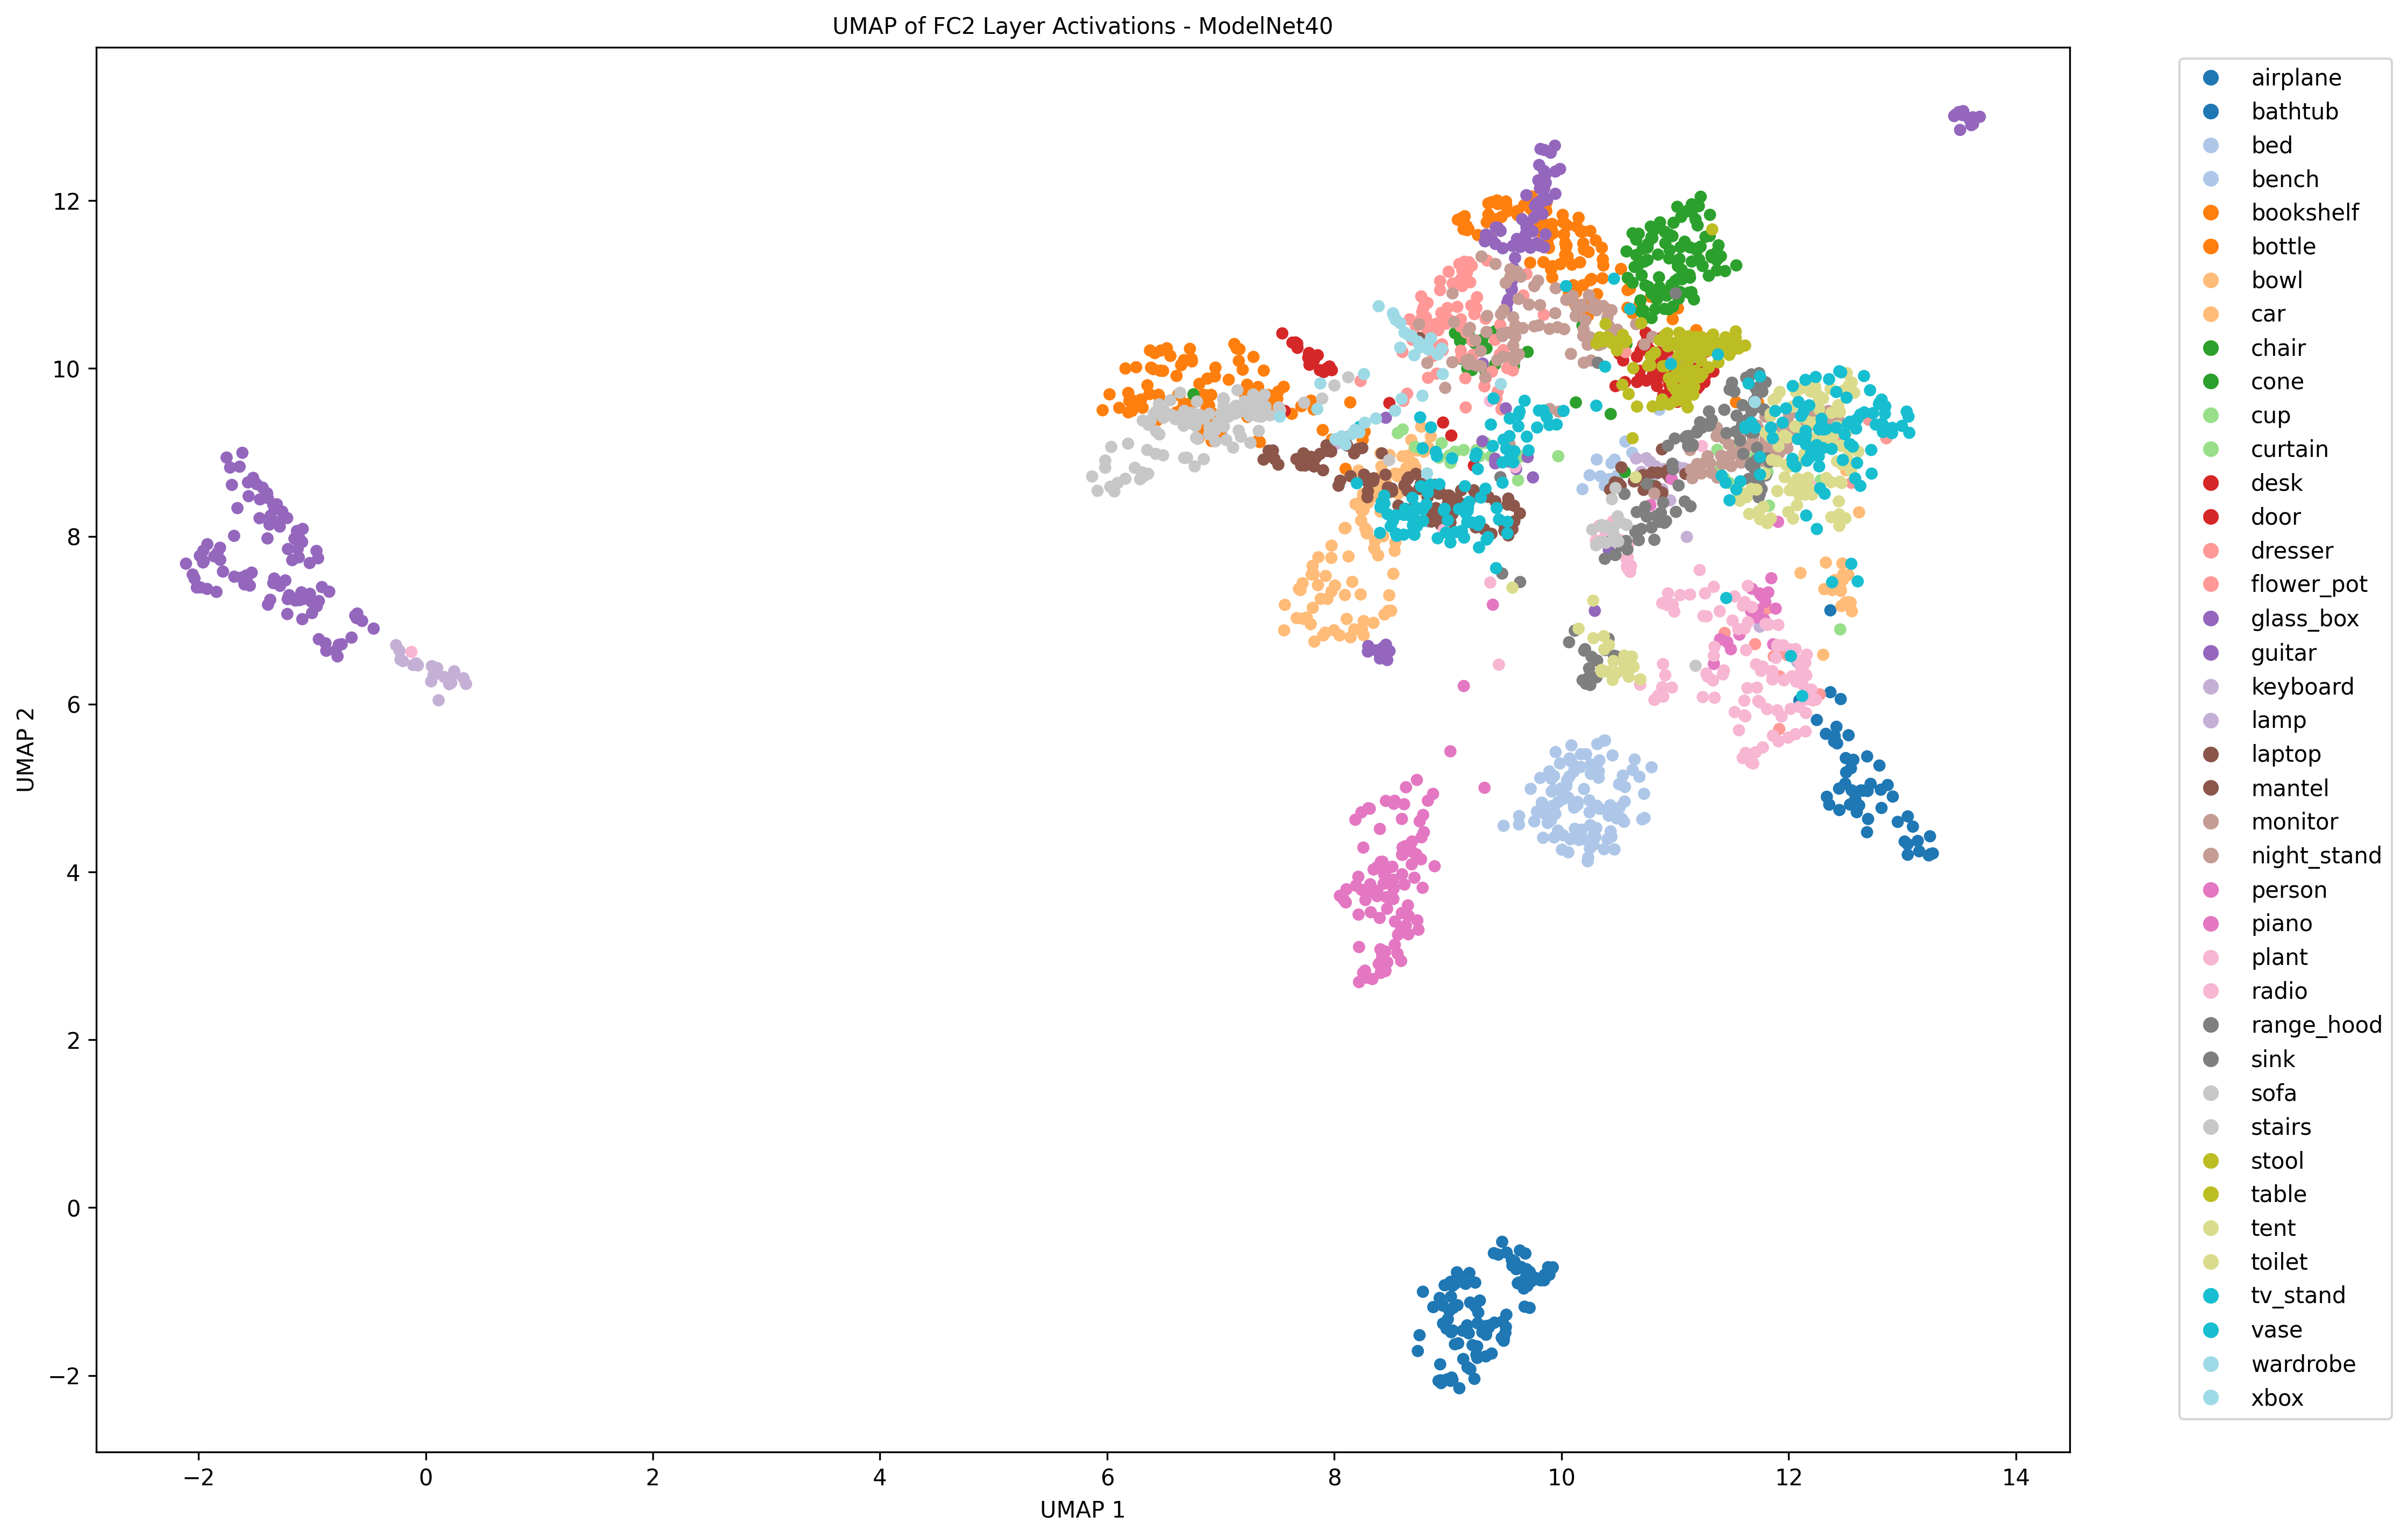 UMAP of FC2 Layer Activations - ModelNet40
12
10
8
6
4
2
0
−2
UMAP 2
−2
0
2
4
6
8
10
12
14
UMAP 1
airplane
bathtub
bed
bench
bookshelf
bottle
bowl
car
chair
cone
cup
curtain
desk
door
dresser
flower_pot
glass_box
guitar
keyboard
lamp
laptop
mantel
monitor
night_stand
person
piano
plant
radio
range_hood
sink
sofa
stairs
stool
table
tent
toilet
tv_stand
vase
wardrobe
xbox